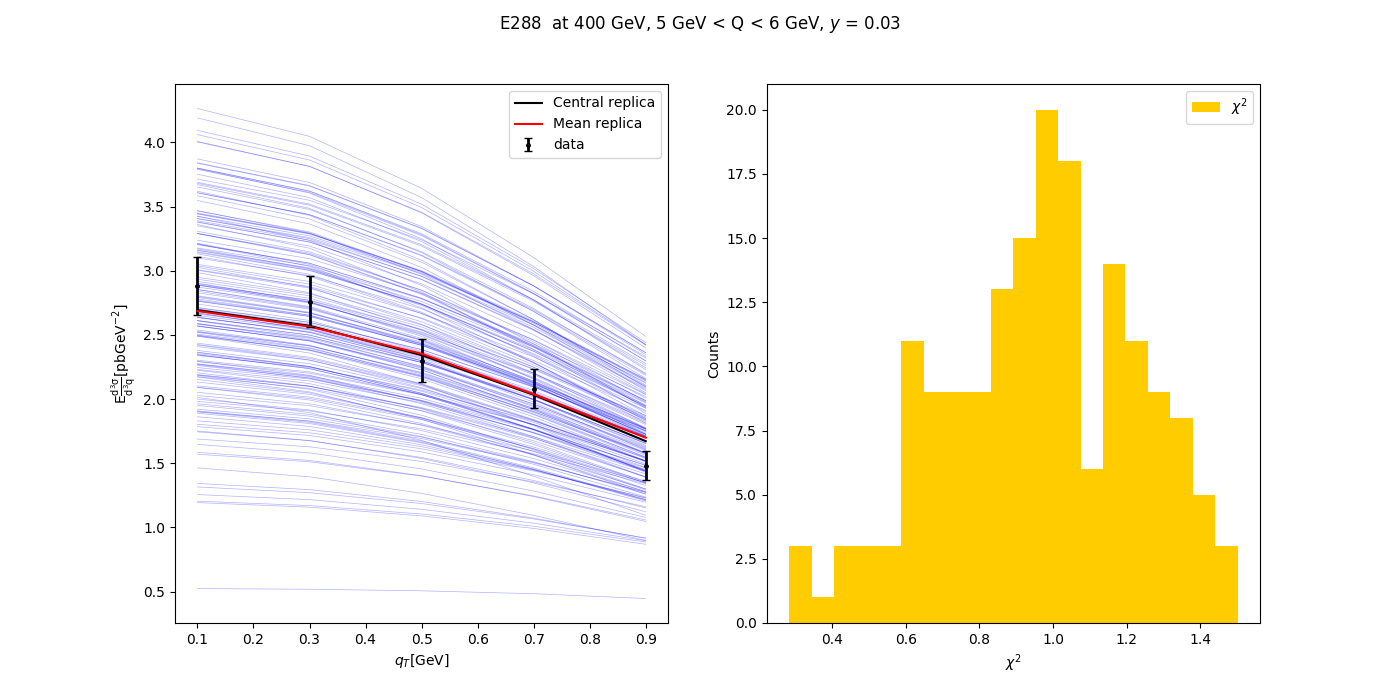 E288 at 400 GeV, 5 GeV < Q < 6 GeV, y = 0.03
Central replica
Mean replica
data
4.0
3.5
3.0
2.5
2.0
1.5
1.0
0.5
E d³σ/d³q [pbGeV⁻²]
0.1 0.2 0.3 0.4 0.5 0.6 0.7 0.8 0.9
q_T[GeV]
χ²
20.0
17.5
15.0
12.5
10.0
7.5
5.0
2.5
0.0
Counts
0.4 0.6 0.8 1.0 1.2 1.4
χ²